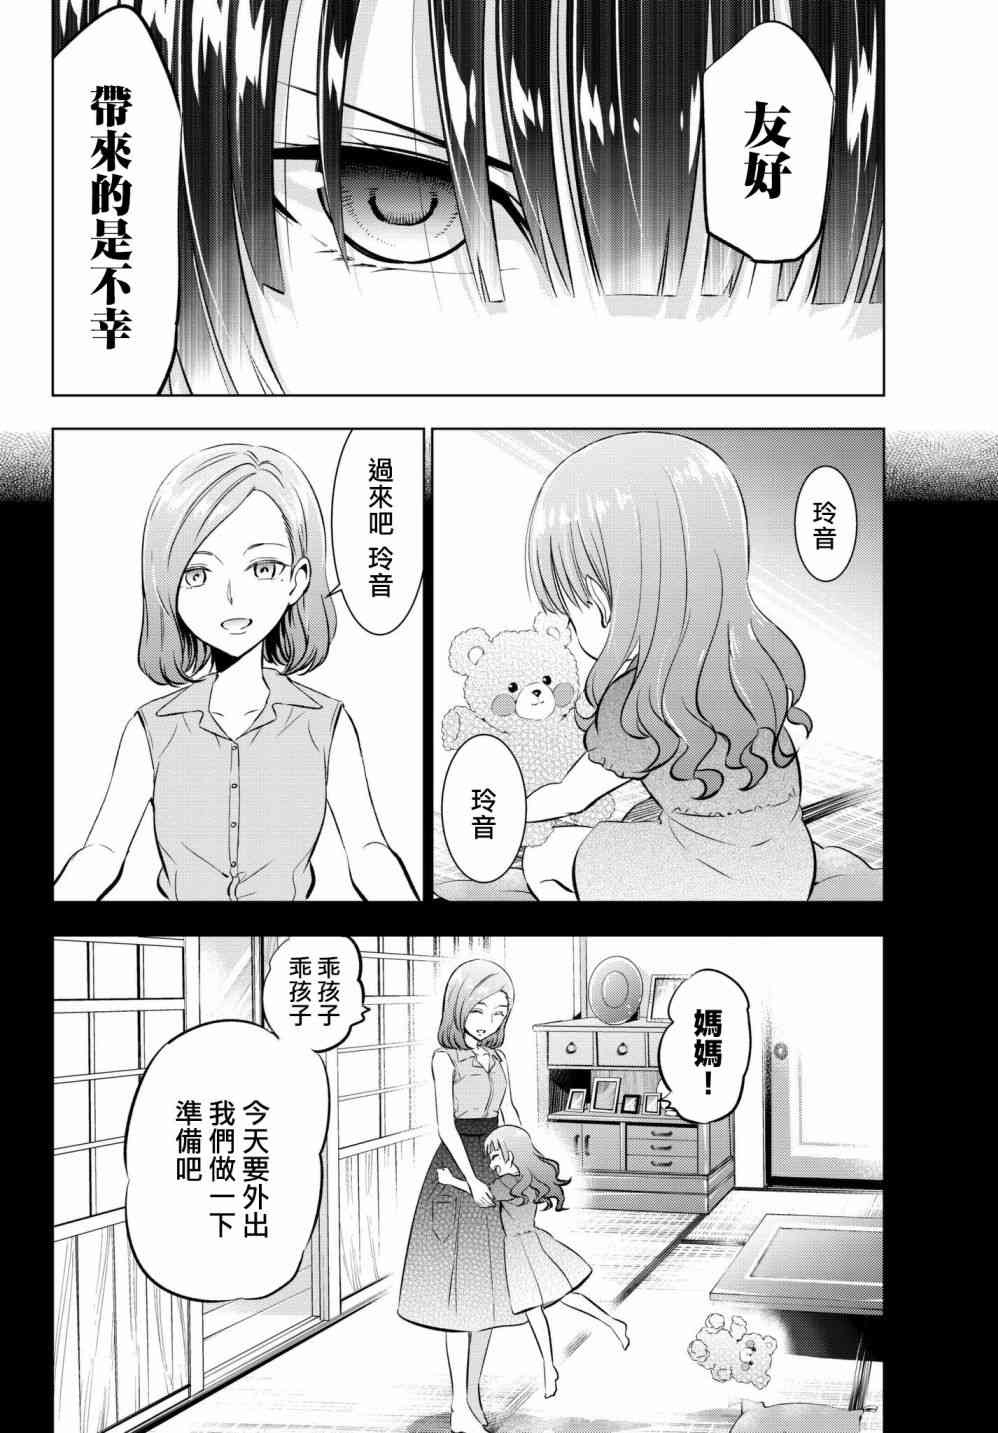 友好
帶來的是不幸
玲音
玲音
過來吧 玲音
媽媽！
乖孩子
乖孩子
今天要外出
我們做一下
準備吧